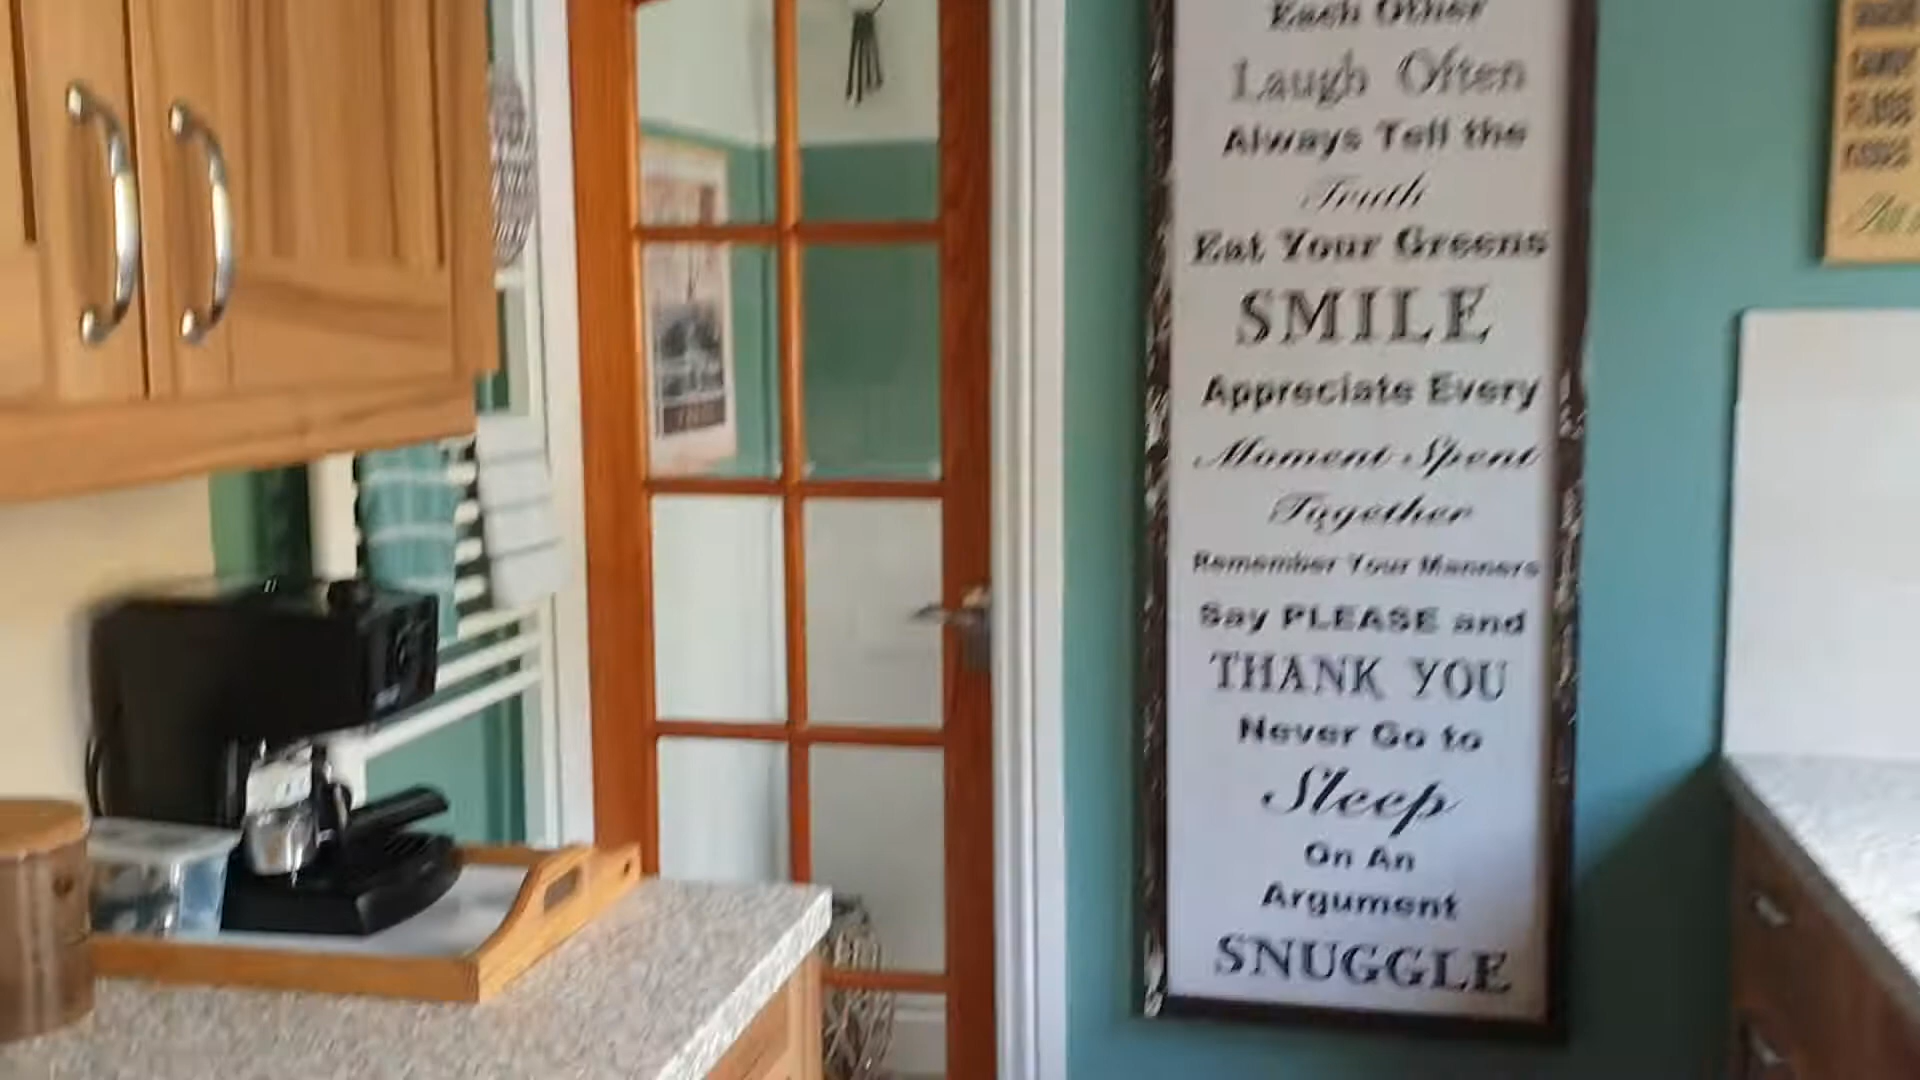 Each Other
Laugh Often
Always Tell the
Truth
Eat Your Greens
SMILE
Appreciate Every
Moment Spent
Together
Remember Your Manners
Say PLEASE and
THANK YOU
Never Go to
Sleep
On An
Argument
SNUGGLE